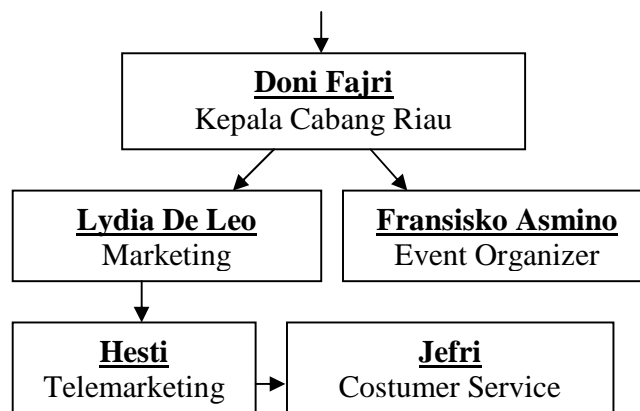 Doni Fajri
Kepala Cabang Riau
Lydia De Leo
Marketing
Fransisko Asmino
Event Organizer
Hesti
Telemarketing
Jefri
Costumer Service